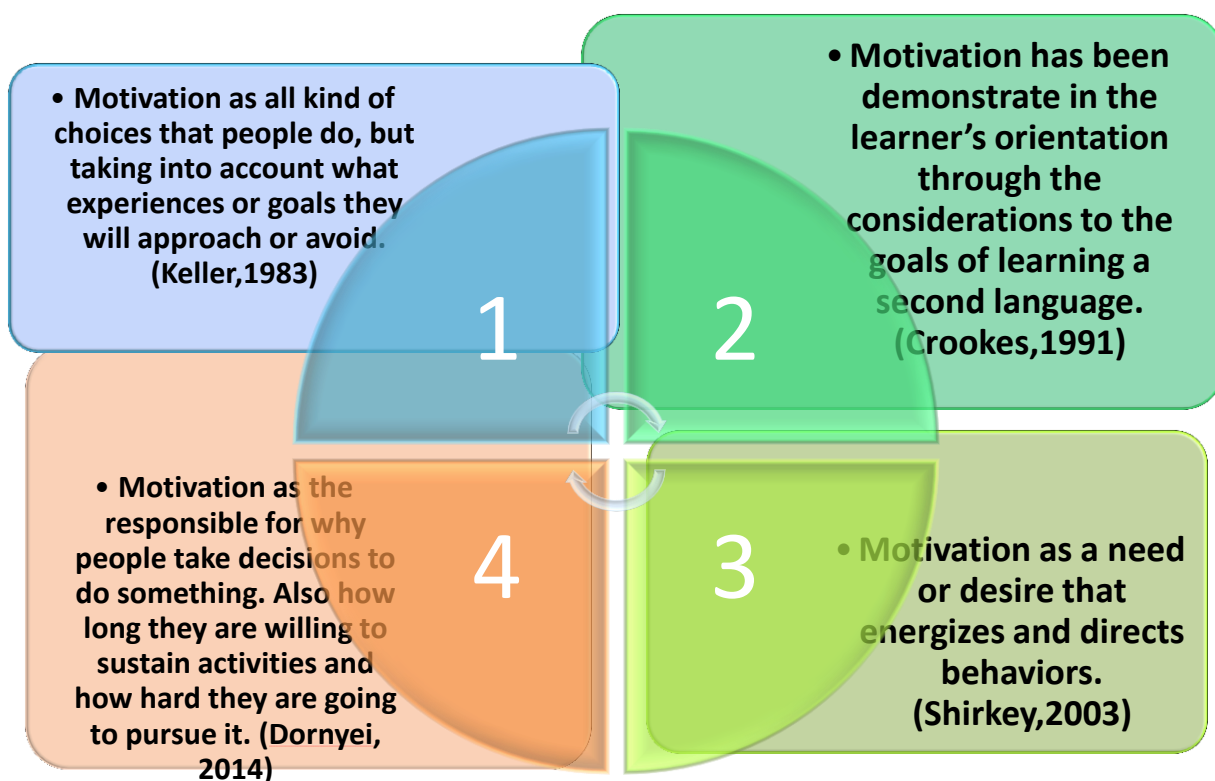 • Motivation as all kind of
choices that people do, but
taking into account what
experiences or goals they
will approach or avoid.
(Keller,1983)
1
• Motivation has been
demonstrate in the
learner's orientation
through the
considerations to the
goals of learning a
second language.
(Crookes,1991)
2
• Motivation as a need
or desire that
energizes and directs
behaviors.
(Shirkey,2003)
3
• Motivation as the
responsible for why
people take decisions to
do something. Also how
long they are willing to
sustain activities and
how hard they are going
to pursue it. (Dornyei,
2014)
4